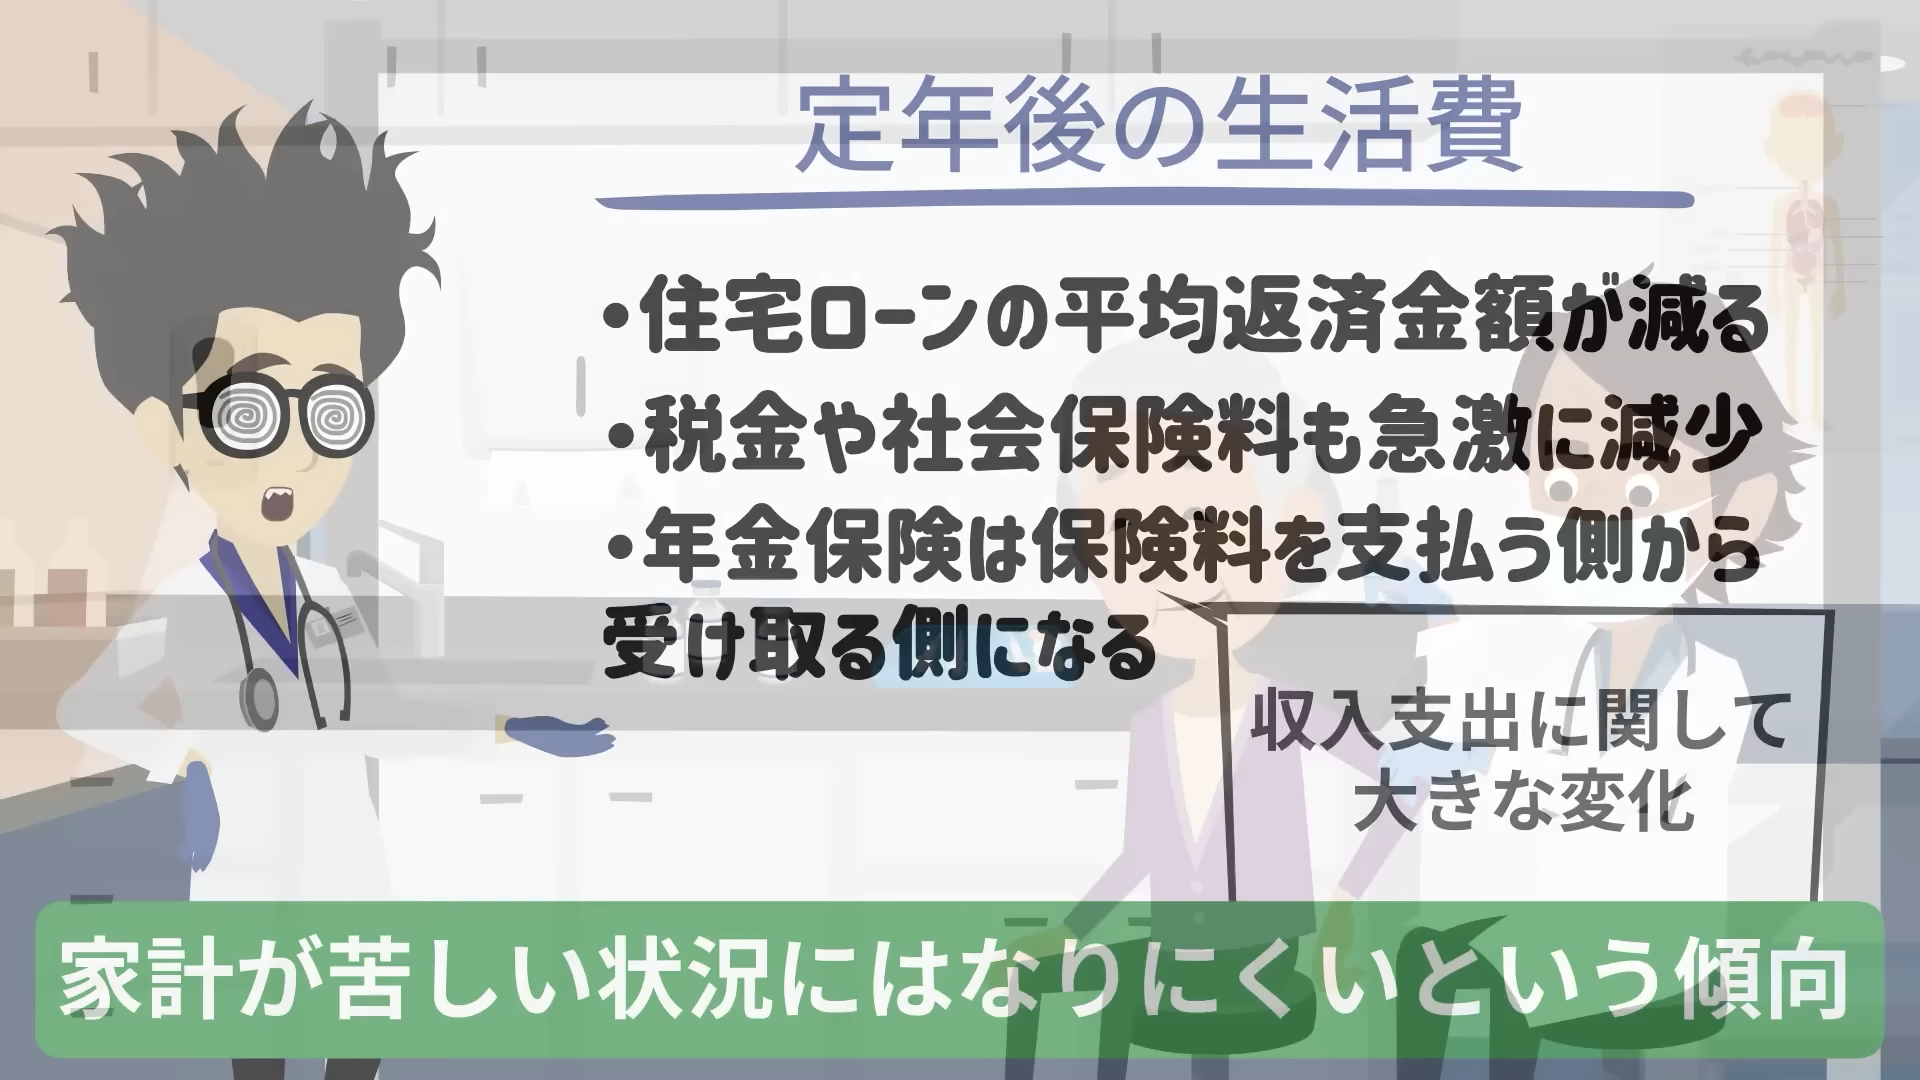 定年後の生活費
・住宅ローンの平均返済金額が減る
・税金や社会保険料も急激に減少
・年金保険は保険料を支払う側から
受け取る側になる
収入支出に関して
大きな変化
家計が苦しい状況にはなりにくいという傾向